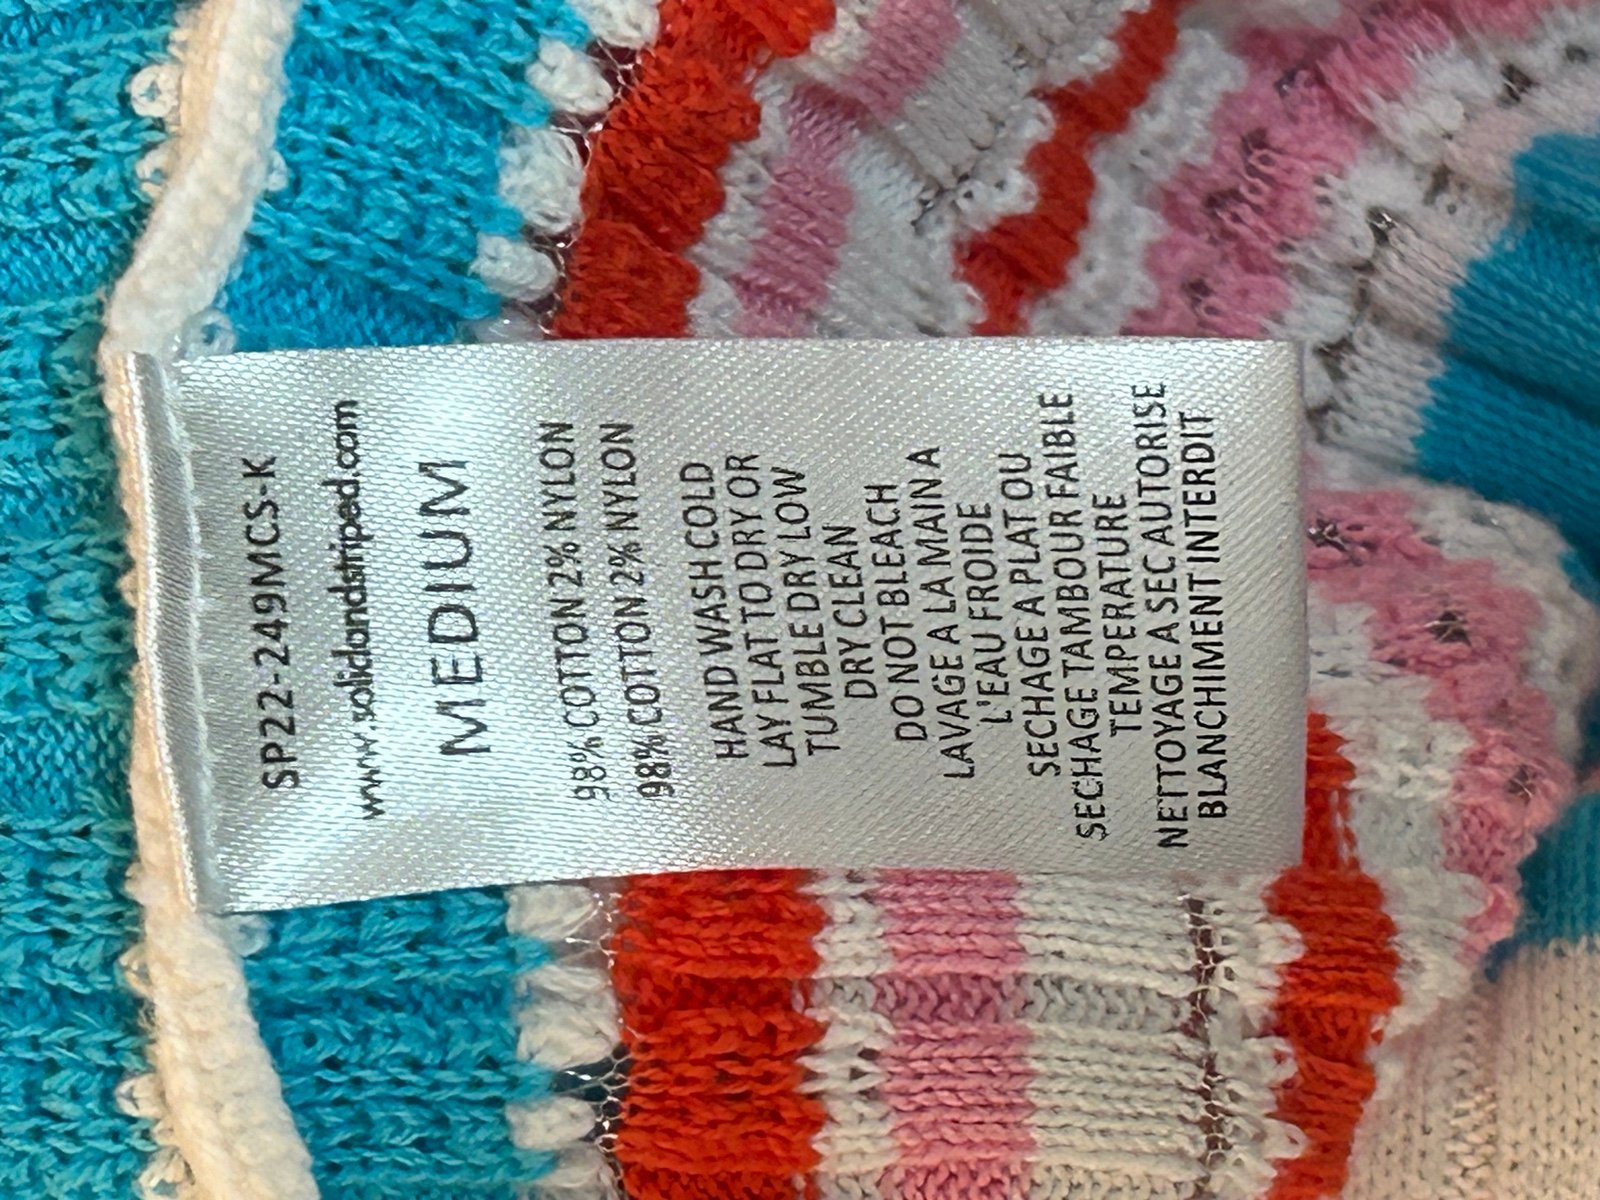 SP22-249MCS-K
www.solidandstriped.com
MEDIUM
98% COTTON 2% NYLON
98% COTTON 2% NYLON
HAND WASH COLD
LAY FLAT TO DRY OR
TUMBLE DRY LOW
DRY CLEAN
DO NOT BLEACH
LAVAGE A LA MAIN A
L'EAU FROIDE
SECHAGE A PLAT OU
SECHAGE TAMBOUR FAIBLE
TEMPERATURE
NETTOYAGE A SEC AUTORISE
BLANCHIMENT INTERDIT